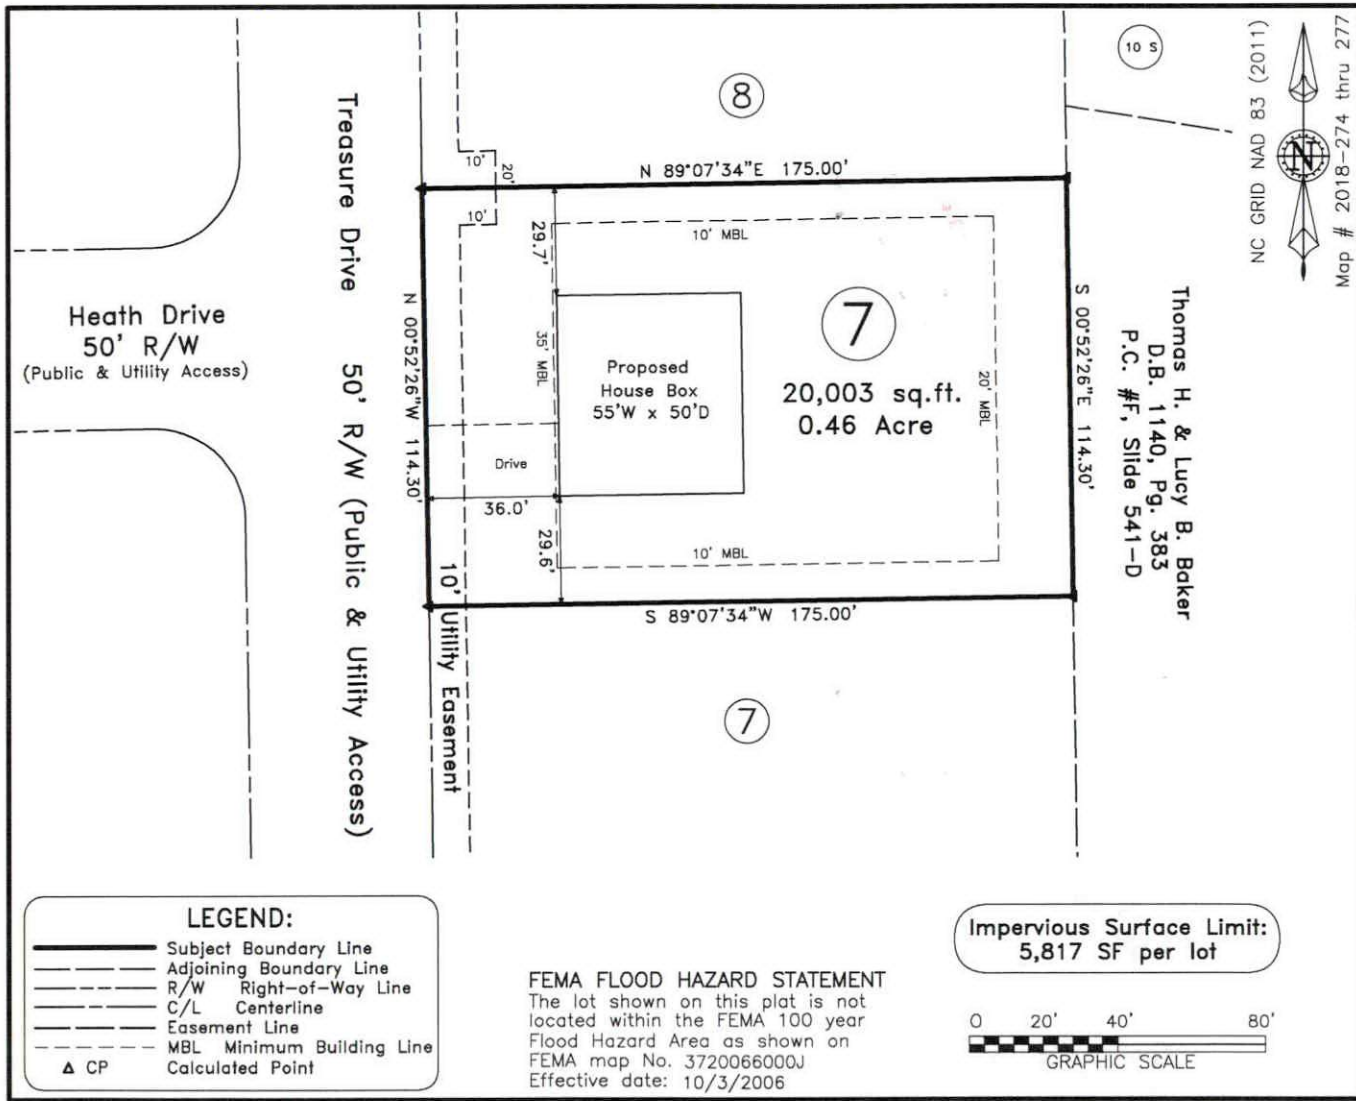 8
10 S
NC GRID NAD 83 (2011)
N
Map # 2018-274 thru 277
Treasure Drive 50' R/W (Public & Utility Access)
10'
20'
10'
N 89°07'34"E 175.00'
10' MBL
29.7'
Heath Drive
50' R/W
(Public & Utility Access)
N 00°52'26"W 114.30'
35' MBL
Proposed
House Box
55'W x 50'D
7
20,003 sq.ft.
0.46 Acre
20' MBL
S 00°52'26"E 114.30'
Thomas H. & Lucy B. Baker
D.B. 1140, Pg. 383
P.C. #F, Slide 541-D
Drive
36.0'
29.6'
10' MBL
S 89°07'34"W 175.00'
10' Utility Easement
7
LEGEND:
Subject Boundary Line
Adjoining Boundary Line
R/W Right-of-Way Line
C/L Centerline
Easement Line
MBL Minimum Building Line
Δ CP Calculated Point
FEMA FLOOD HAZARD STATEMENT
The lot shown on this plat is not
located within the FEMA 100 year
Flood Hazard Area as shown on
FEMA map No. 3720066000J
Effective date: 10/3/2006
Impervious Surface Limit:
5,817 SF per lot
0 20' 40' 80'
GRAPHIC SCALE